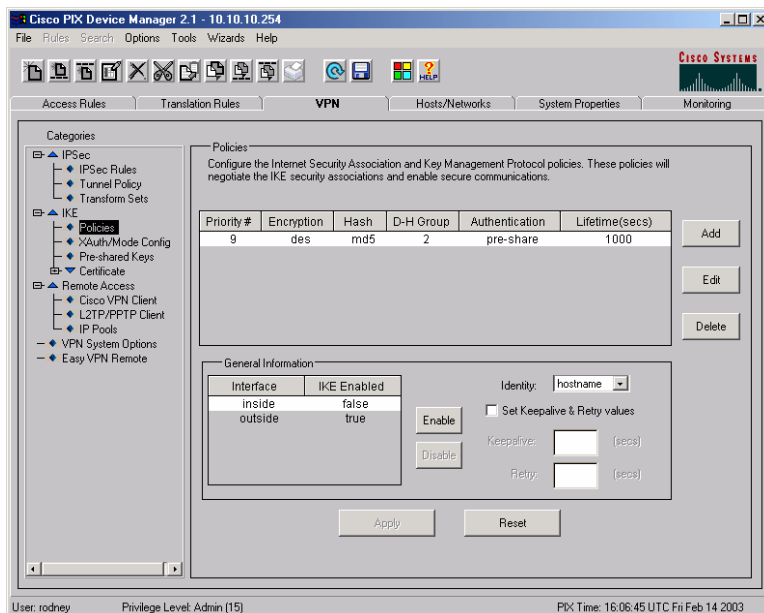 Cisco PIX Device Manager 2.1 - 10.10.10.254
File Rules Search Options Tools Wizards Help
CISCO SYSTEMS
HELP
Access Rules Translation Rules VPN Hosts/Networks System Properties Monitoring
Categories
IPSec
IPSec Rules
Tunnel Policy
Transform Sets
IKE
Policies
XAuth/Mode Config
Pre-shared Keys
Certificate
Remote Access
Cisco VPN Client
L2TP/PPTP Client
IP Pools
VPN System Options
Easy VPN Remote
Policies
Configure the Internet Security Association and Key Management Protocol policies. These policies will
negotiate the IKE security associations and enable secure communications.
Priority # Encryption Hash D-H Group Authentication Lifetime(secs)
9 des md5 2 pre-share 1000
Add
Edit
Delete
General Information
Interface IKE Enabled
inside false
outside true
Enable
Disable
Identity: hostname
Set Keepalive & Retry values
Keepalive: (secs)
Retry: (secs)
Apply Reset
User: rodney Privilege Level: Admin (15) PIX Time: 16:06:45 UTC Fri Feb 14 2003